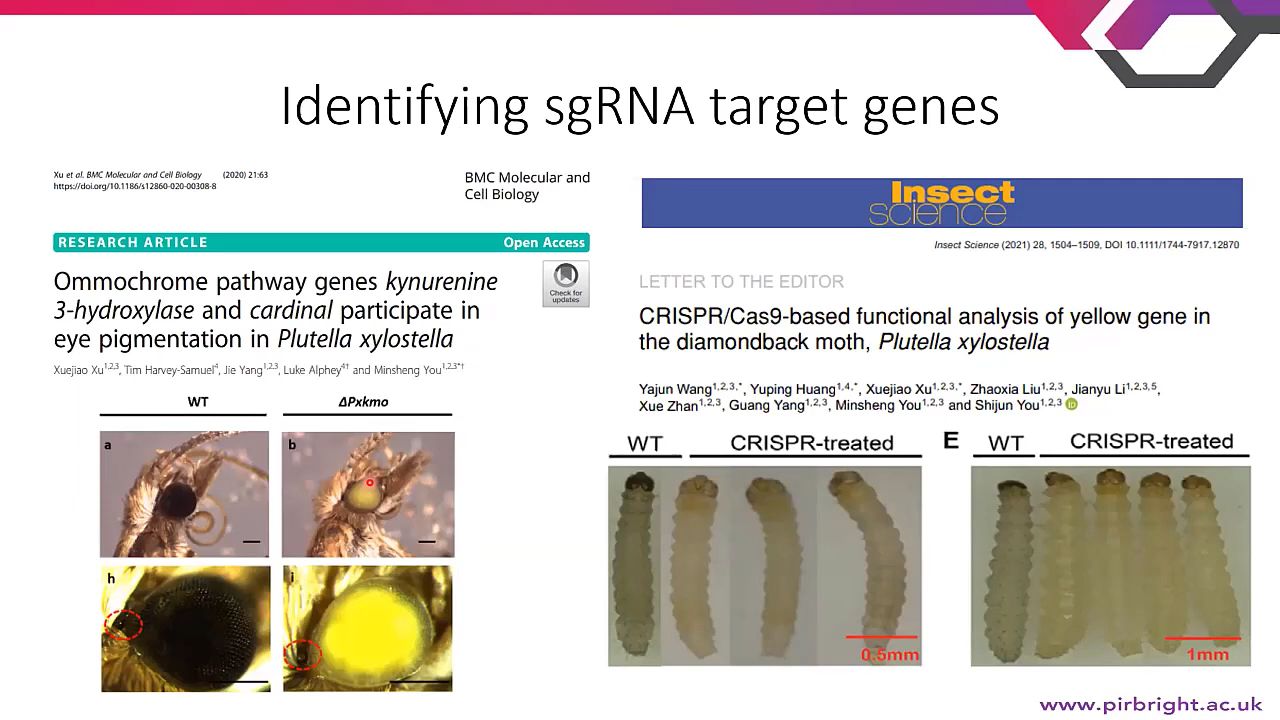 Identifying sgRNA target genes
Xu et al. BMC Molecular and Cell Biology (2020) 21:63
https://doi.org/10.1186/s12860-020-00308-8
BMC Molecular and
Cell Biology
RESEARCH ARTICLE Open Access
Check for
updates
Ommochrome pathway genes kynurenine
3-hydroxylase and cardinal participate in
eye pigmentation in Plutella xylostella
Xuejiao Xu1,2,3, Tim Harvey-Samuel4, Jie Yang1,2,3, Luke Alphey4† and Minsheng You1,2,3*†
WT ΔPxkmo
a b
h i
Insect
science
Insect Science (2021) 28, 1504–1509, DOI 10.1111/1744-7917.12870
LETTER TO THE EDITOR
CRISPR/Cas9-based functional analysis of yellow gene in
the diamondback moth, Plutella xylostella
Yajun Wang1,2,3,*, Yuping Huang1,4,*, Xuejiao Xu1,2,3,*, Zhaoxia Liu1,2,3, Jianyu Li1,2,3,5,
Xue Zhan1,2,3, Guang Yang1,2,3, Minsheng You1,2,3 and Shijun You1,2,3 iD
WT CRISPR-treated E WT CRISPR-treated
0.5mm 1mm
www.pirbright.ac.uk